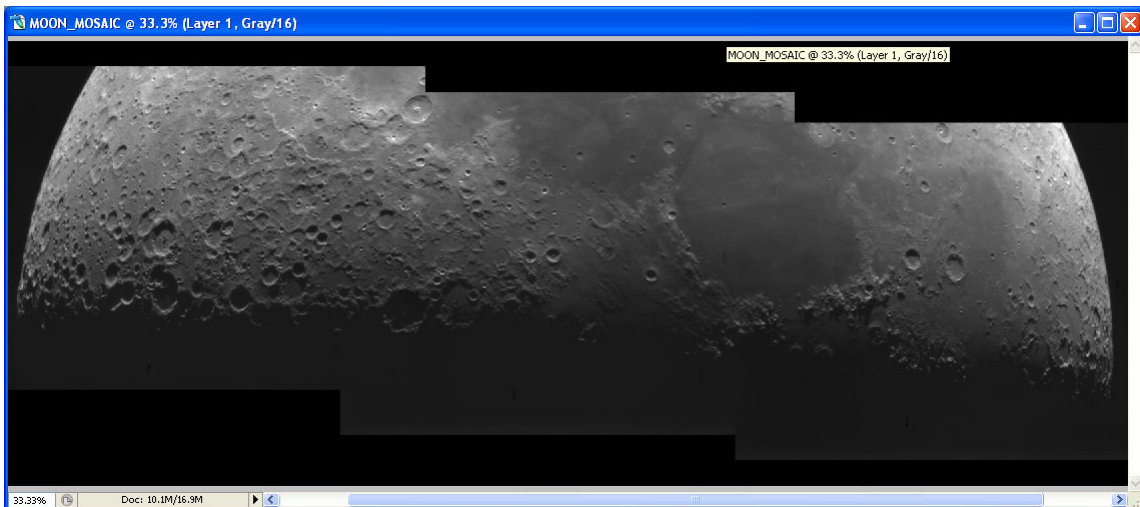 MOON_MOSAIC @ 33.3% (Layer 1, Gray/16)
MOON_MOSAIC @ 33.3% (Layer 1, Gray/16)
33.33%
Doc: 10.1M/16.9M